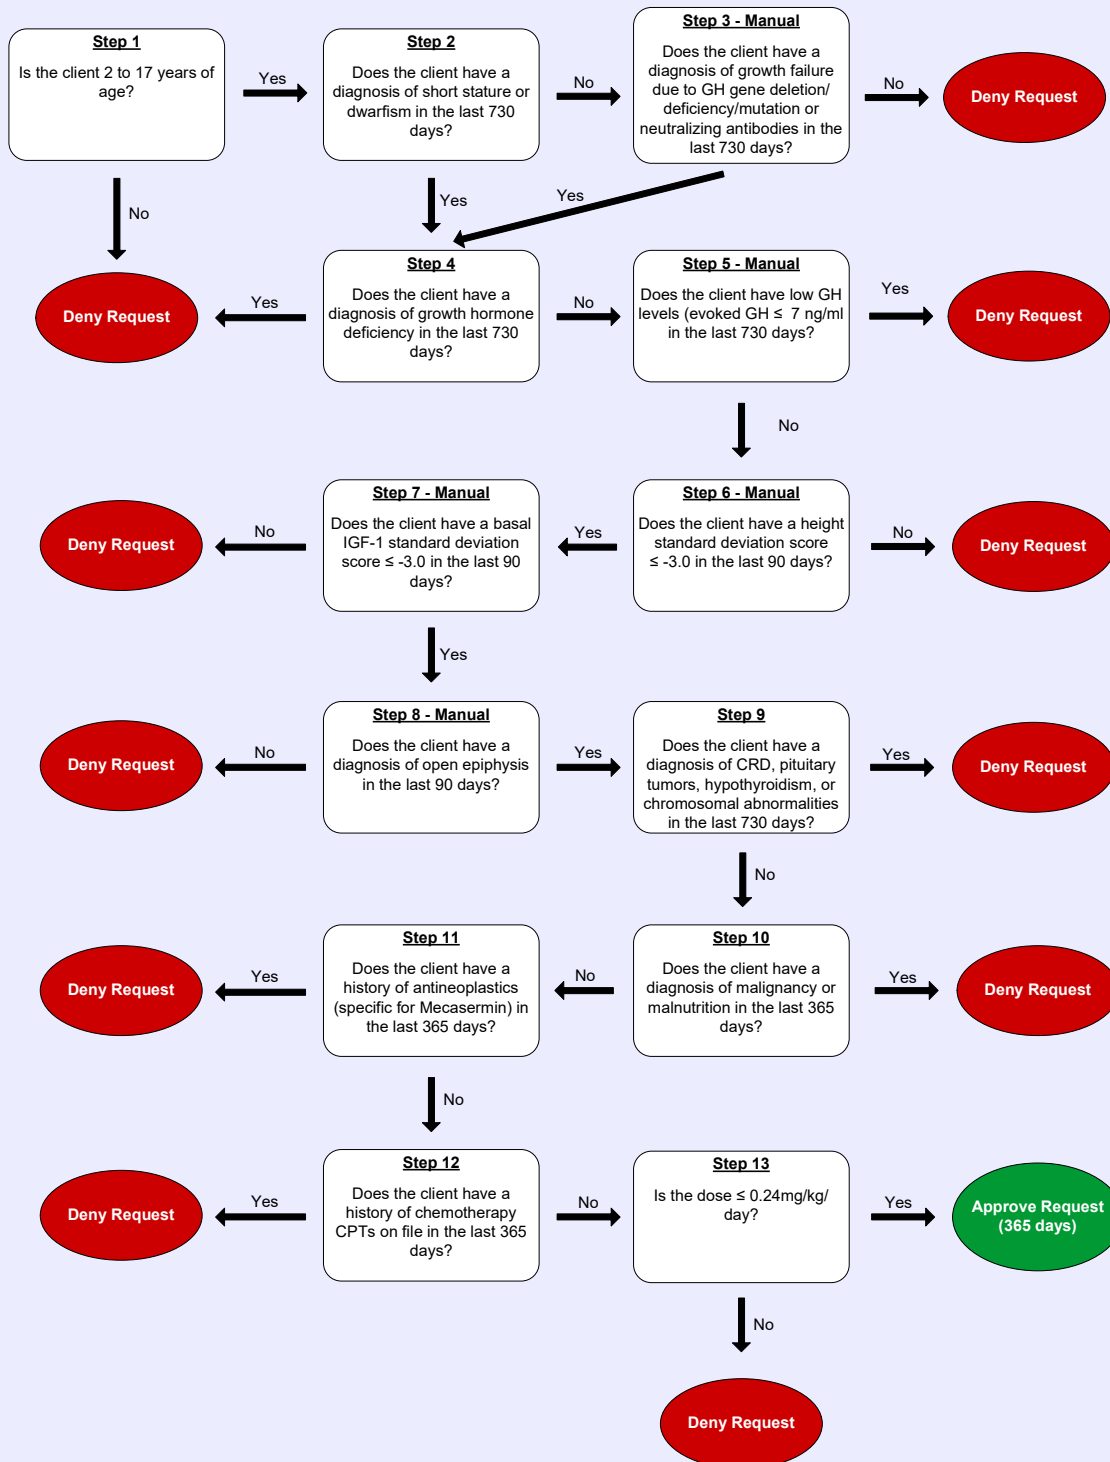 Step 1
Is the client 2 to 17 years of
age?
Yes
Step 2
Does the client have a
diagnosis of short stature or
dwarfism in the last 730
days?
No
Step 3 - Manual
Does the client have a
diagnosis of growth failure
due to GH gene deletion/
deficiency/mutation or
neutralizing antibodies in the
last 730 days?
No
Deny Request
No
Yes
Yes
Deny Request
Yes
Step 4
Does the client have a
diagnosis of growth hormone
deficiency in the last 730
days?
No
Step 5 - Manual
Does the client have low GH
levels (evoked GH ≤  7 ng/ml
in the last 730 days?
Yes
Deny Request
No
Deny Request
No
Step 7 - Manual
Does the client have a basal
IGF-1 standard deviation
score ≤ -3.0 in the last 90
days?
Yes
Step 6 - Manual
Does the client have a height
standard deviation score
≤ -3.0 in the last 90 days?
No
Deny Request
Yes
Deny Request
No
Step 8 - Manual
Does the client have a
diagnosis of open epiphysis
in the last 90 days?
Yes
Step 9
Does the client have a
diagnosis of CRD, pituitary
tumors, hypothyroidism, or
chromosomal abnormalities
in the last 730 days?
Yes
Deny Request
No
Deny Request
Yes
Step 11
Does the client have a
history of antineoplastics
(specific for Mecasermin) in
the last 365 days?
No
Step 10
Does the client have a
diagnosis of malignancy or
malnutrition in the last 365
days?
Yes
Deny Request
No
Deny Request
Yes
Step 12
Does the client have a
history of chemotherapy
CPTs on file in the last 365
days?
No
Step 13
Is the dose ≤ 0.24mg/kg/
day?
Yes
Approve Request
(365 days)
No
Deny Request